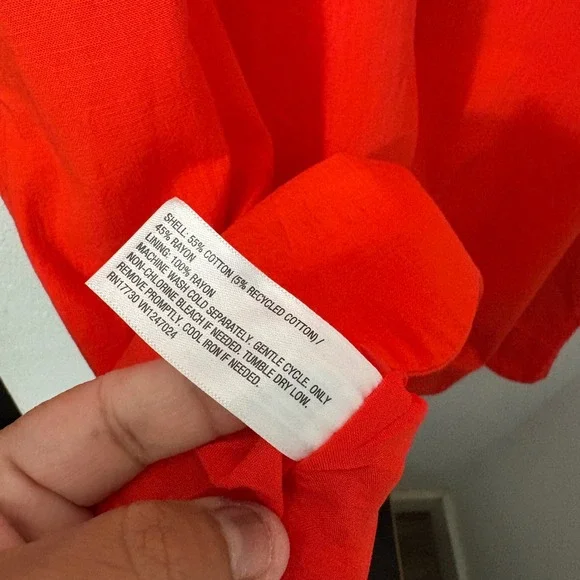 SHELL: 55% COTTON (5% RECYCLED COTTON) /
45% RAYON
LINING: 100% RAYON
MACHINE WASH COLD SEPARATELY. GENTLE CYCLE. ONLY
NON-CHLORINE BLEACH IF NEEDED. TUMBLE DRY LOW.
REMOVE PROMPTLY. COOL IRON IF NEEDED.
RN17730 VN1247024